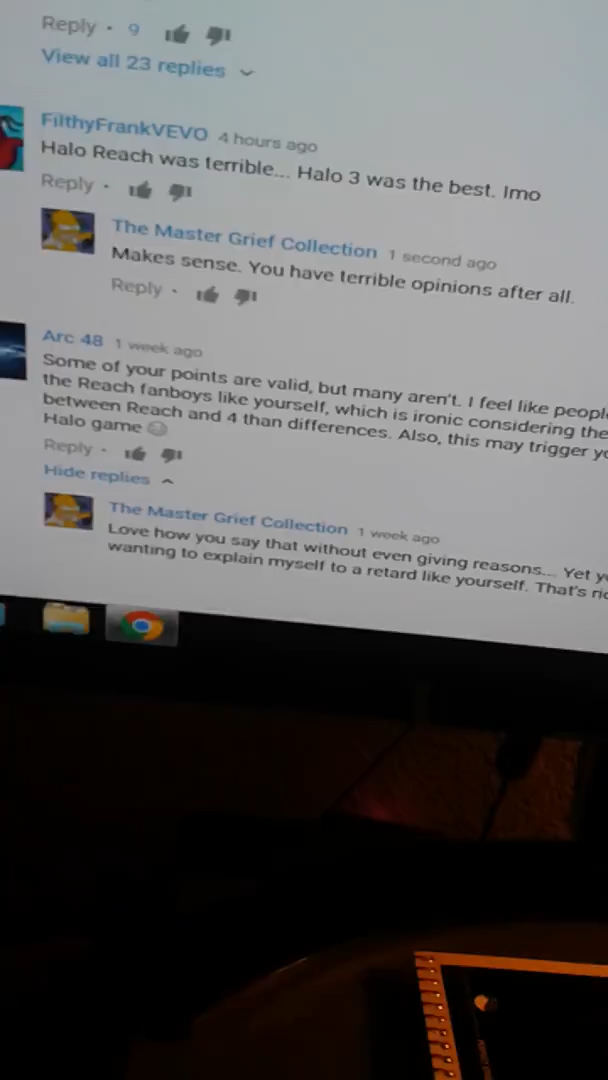 Reply · 9
View all 23 replies
FilthyFrankVEVO 4 hours ago
Halo Reach was terrible... Halo 3 was the best. Imo
Reply ·
The Master Grief Collection 1 second ago
Makes sense. You have terrible opinions after all.
Reply ·
Arc 48 1 week ago
Some of your points are valid, but many aren't. I feel like
the Reach fanboys like yourself, which is ironic considering
between Reach and 4 than differences. Also, this may trigger
Halo game
Reply ·
Hide replies
The Master Grief Collection 1 week ago
Love how you say that without even giving reasons... Yet
wanting to explain myself to a retard like yourself. That's